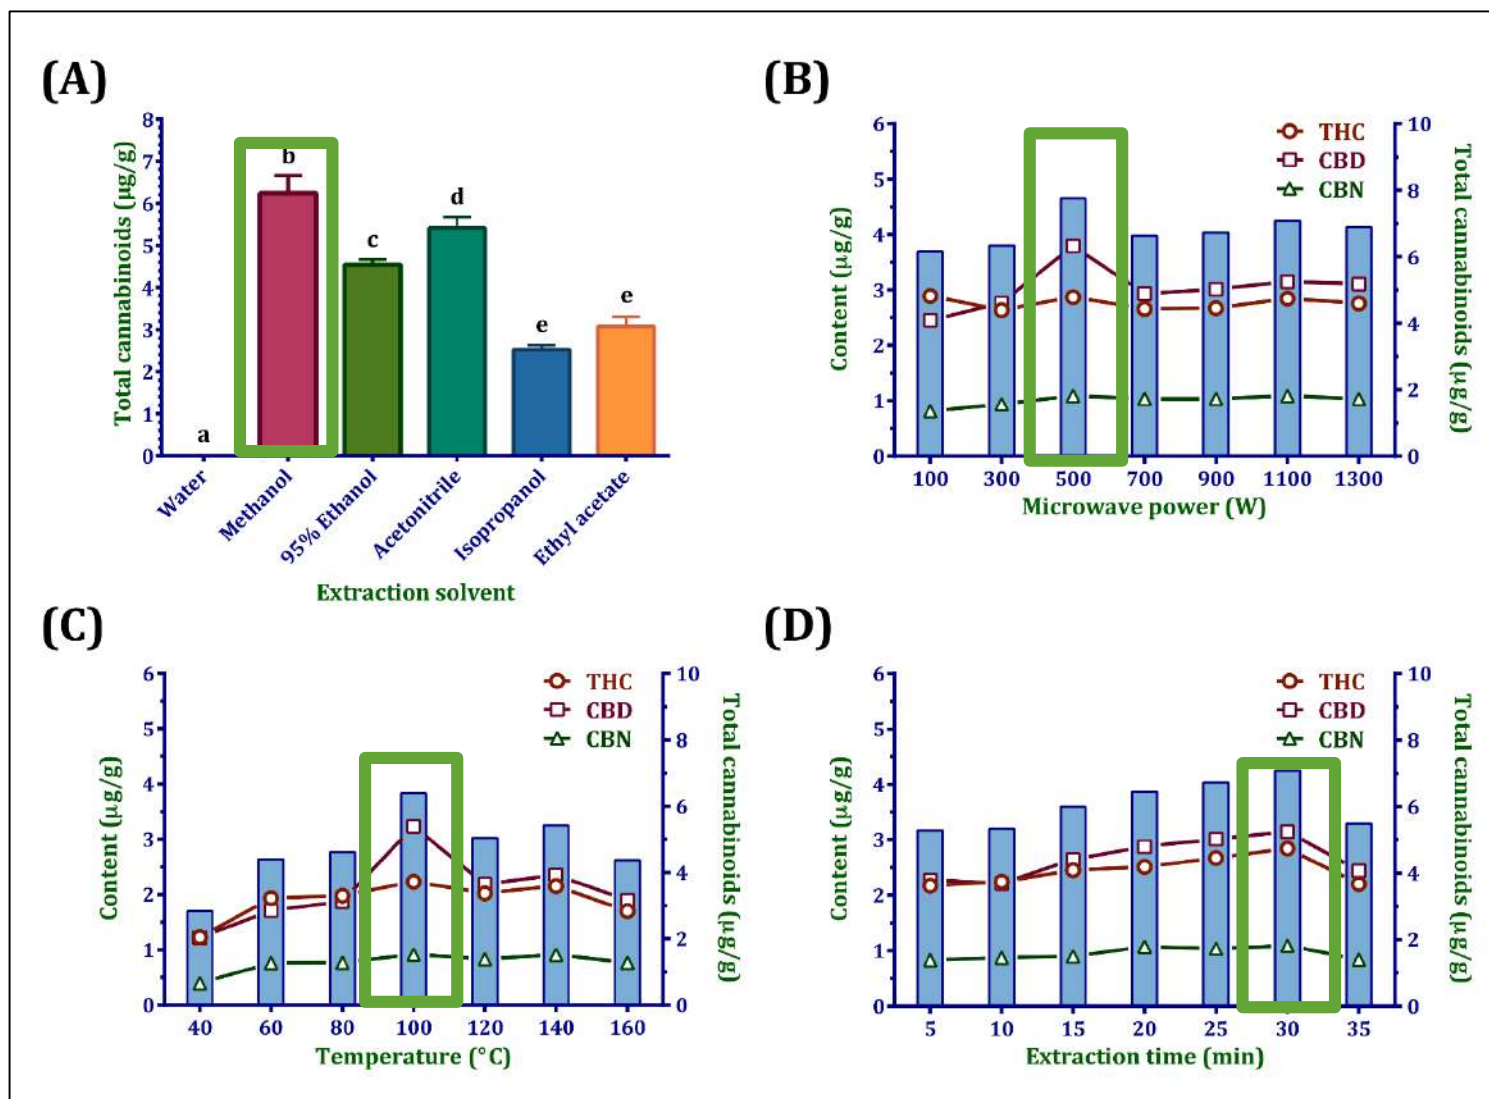 (A)
Total cannabinoids (µg/g)
8
7
6
5
4
3
2
1
0
a
b
c
d
e
e
Water
Methanol
95% Ethanol
Acetonitrile
Isopropanol
Ethyl acetate
Extraction solvent
(B)
Content (µg/g)
6
5
4
3
2
1
0
THC
CBD
CBN
10
8
6
4
2
0
Total cannabinoids (µg/g)
100 300 500 700 900 1100 1300
Microwave power (W)
(C)
Content (µg/g)
6
5
4
3
2
1
0
THC
CBD
CBN
10
8
6
4
2
0
Total cannabinoids (µg/g)
40 60 80 100 120 140 160
Temperature (°C)
(D)
Content (µg/g)
6
5
4
3
2
1
0
THC
CBD
CBN
10
8
6
4
2
0
Total cannabinoids (µg/g)
5 10 15 20 25 30 35
Extraction time (min)